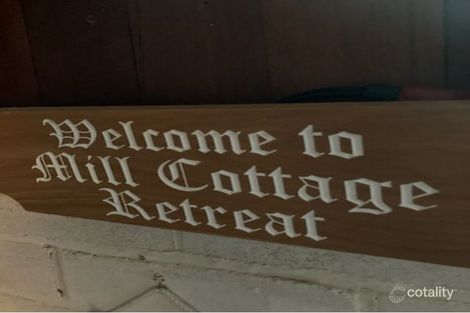 Welcome to
Mill Cottage
Retreat
cotality